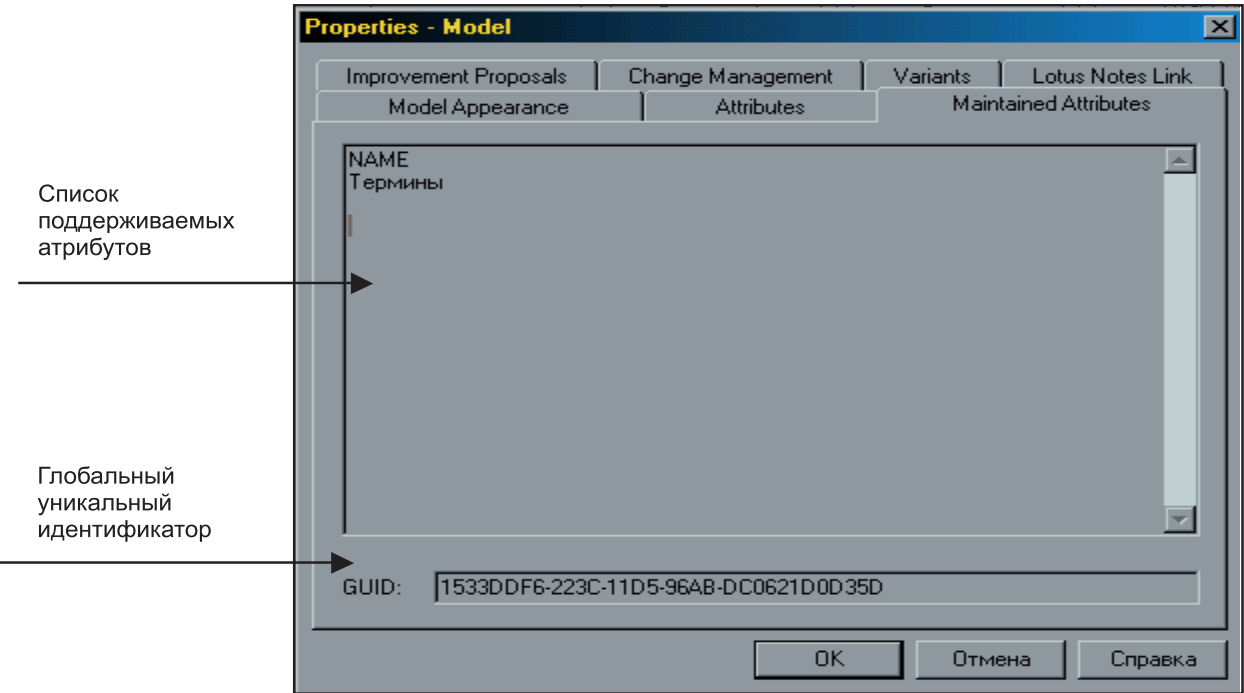 Properties - Model
Improvement Proposals Change Management Variants Lotus Notes Link
Model Appearance Attributes Maintained Attributes
NAME
Термины
Список
поддерживаемых
атрибутов
Глобальный
уникальный
идентификатор
GUID: 1533DDF6-223C-11D5-96AB-DC0621D0D35D
OK Отмена Справка